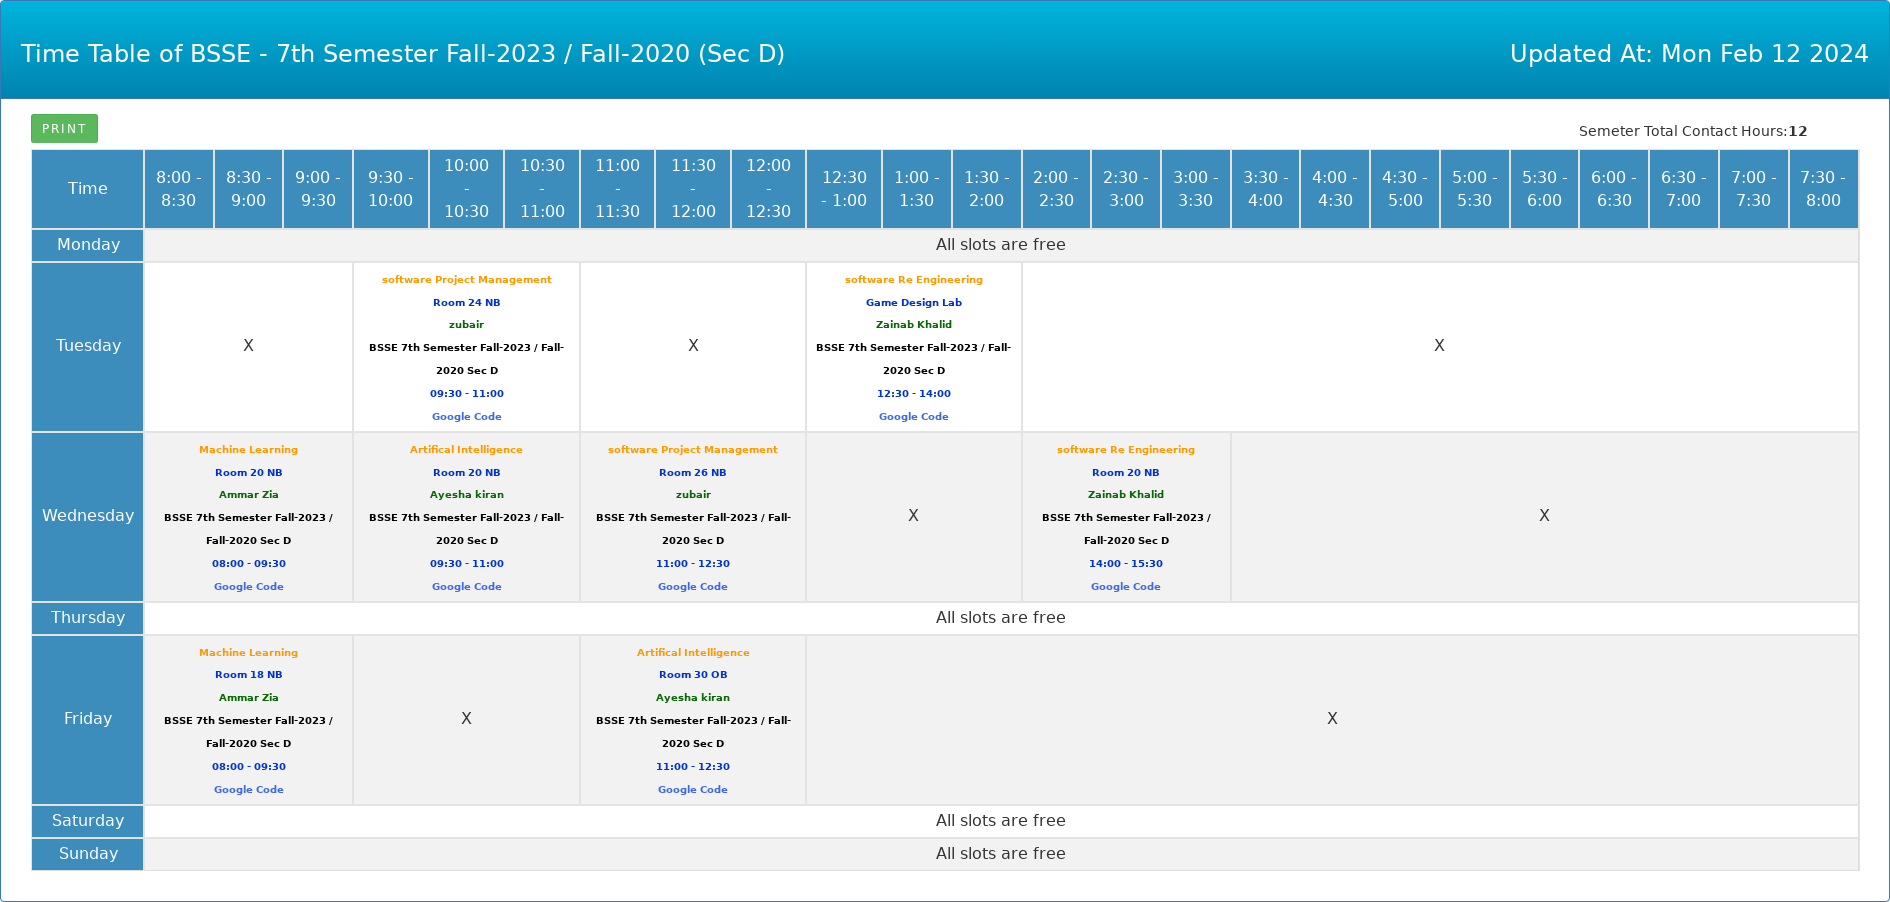 Time Table of BSSE - 7th Semester Fall-2023 / Fall-2020 (Sec D)
Updated At: Mon Feb 12 2024
PRINT
Semeter Total Contact Hours:12
Time
8:00 -
8:30
8:30 -
9:00
9:00 -
9:30
9:30 -
10:00
10:00
-
10:30
10:30
-
11:00
11:00
-
11:30
11:30
-
12:00
12:00
-
12:30
12:30
- 1:00
1:00 -
1:30
1:30 -
2:00
2:00 -
2:30
2:30 -
3:00
3:00 -
3:30
3:30 -
4:00
4:00 -
4:30
4:30 -
5:00
5:00 -
5:30
5:30 -
6:00
6:00 -
6:30
6:30 -
7:00
7:00 -
7:30
7:30 -
8:00
Monday
All slots are free
Tuesday
X
software Project Management
Room 24 NB
zubair
BSSE 7th Semester Fall-2023 / Fall-
2020 Sec D
09:30 - 11:00
Google Code
X
software Re Engineering
Game Design Lab
Zainab Khalid
BSSE 7th Semester Fall-2023 / Fall-
2020 Sec D
12:30 - 14:00
Google Code
X
Wednesday
Machine Learning
Room 20 NB
Ammar Zia
BSSE 7th Semester Fall-2023 /
Fall-2020 Sec D
08:00 - 09:30
Google Code
Artifical Intelligence
Room 20 NB
Ayesha kiran
BSSE 7th Semester Fall-2023 / Fall-
2020 Sec D
09:30 - 11:00
Google Code
software Project Management
Room 26 NB
zubair
BSSE 7th Semester Fall-2023 / Fall-
2020 Sec D
11:00 - 12:30
Google Code
X
software Re Engineering
Room 20 NB
Zainab Khalid
BSSE 7th Semester Fall-2023 /
Fall-2020 Sec D
14:00 - 15:30
Google Code
X
Thursday
All slots are free
Friday
Machine Learning
Room 18 NB
Ammar Zia
BSSE 7th Semester Fall-2023 /
Fall-2020 Sec D
08:00 - 09:30
Google Code
X
Artifical Intelligence
Room 30 OB
Ayesha kiran
BSSE 7th Semester Fall-2023 / Fall-
2020 Sec D
11:00 - 12:30
Google Code
X
Saturday
All slots are free
Sunday
All slots are free